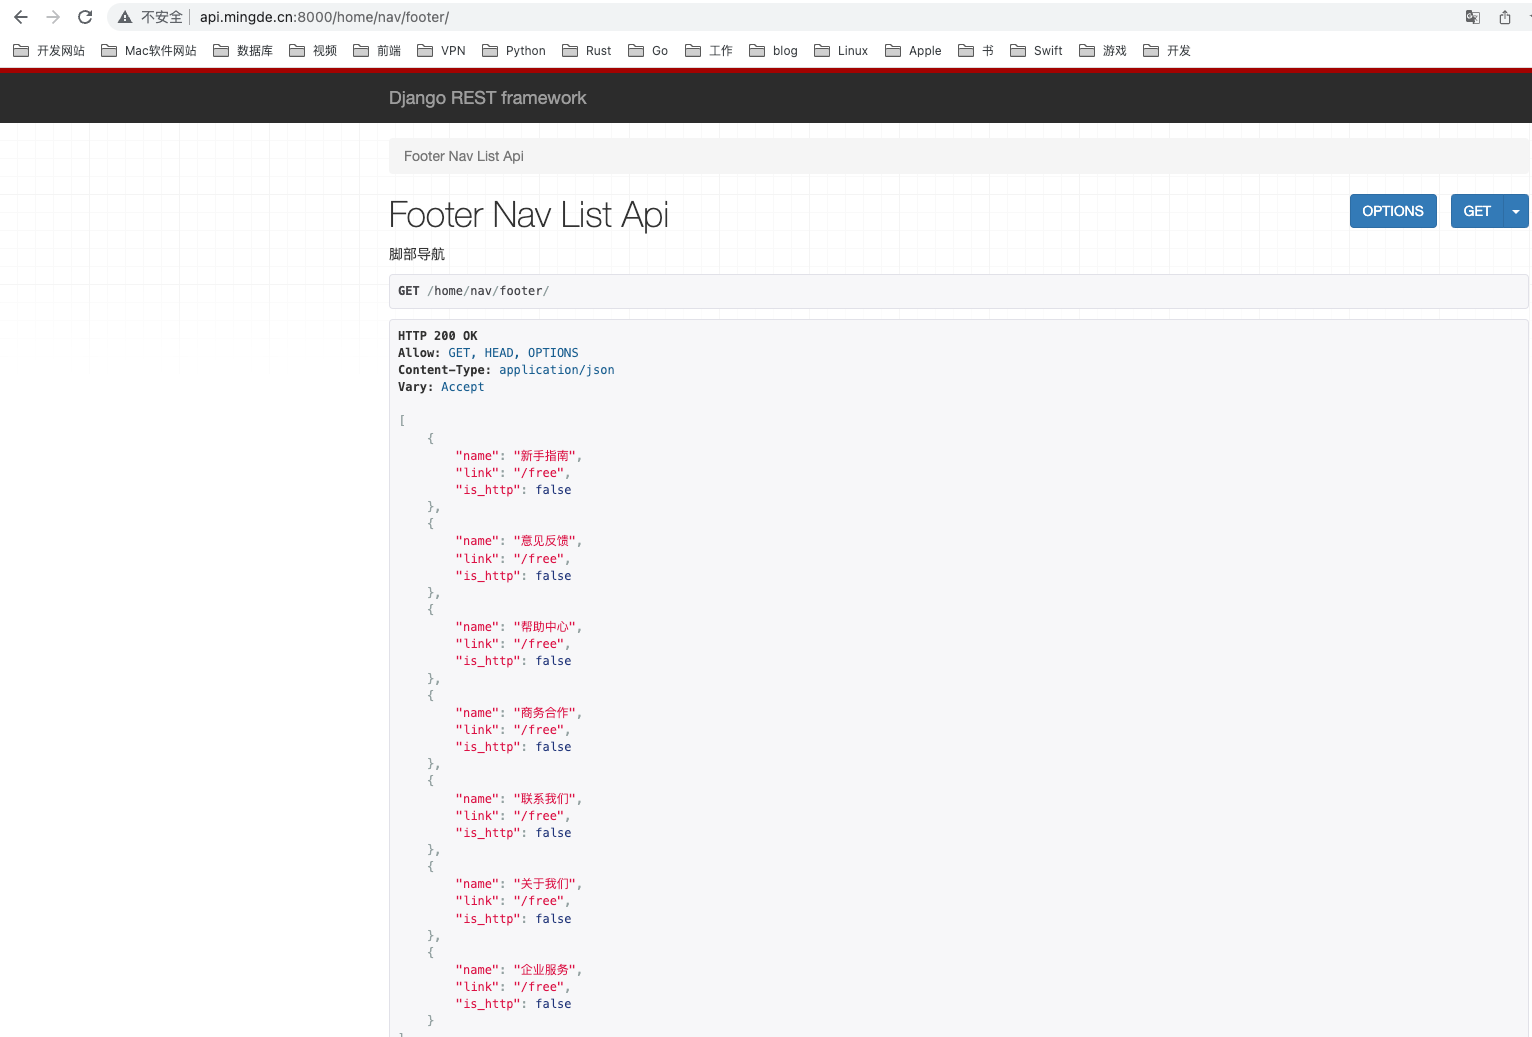 不安全 api.mingde.cn:8000/home/nav/footer/
开发网站 Mac软件网站 数据库 视频 前端 VPN Python Rust Go 工作 blog Linux Apple 书 Swift 游戏 开发
Django REST framework
Footer Nav List Api
Footer Nav List Api
OPTIONS GET
脚部导航
GET /home/nav/footer/
HTTP 200 OK
Allow: GET, HEAD, OPTIONS
Content-Type: application/json
Vary: Accept
[
{
"name": "新手指南",
"link": "/free",
"is_http": false
},
{
"name": "意见反馈",
"link": "/free",
"is_http": false
},
{
"name": "帮助中心",
"link": "/free",
"is_http": false
},
{
"name": "商务合作",
"link": "/free",
"is_http": false
},
{
"name": "联系我们",
"link": "/free",
"is_http": false
},
{
"name": "关于我们",
"link": "/free",
"is_http": false
},
{
"name": "企业服务",
"link": "/free",
"is_http": false
}